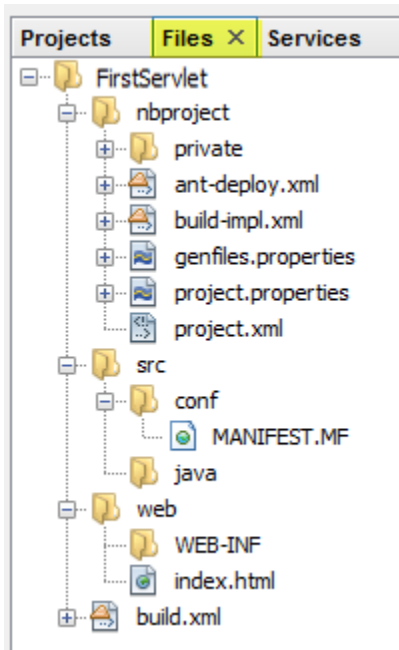 Projects Files × Services
FirstServlet
nbproject
private
ant-deploy.xml
build-impl.xml
genfiles.properties
project.properties
project.xml
src
conf
MANIFEST.MF
java
web
WEB-INF
index.html
build.xml